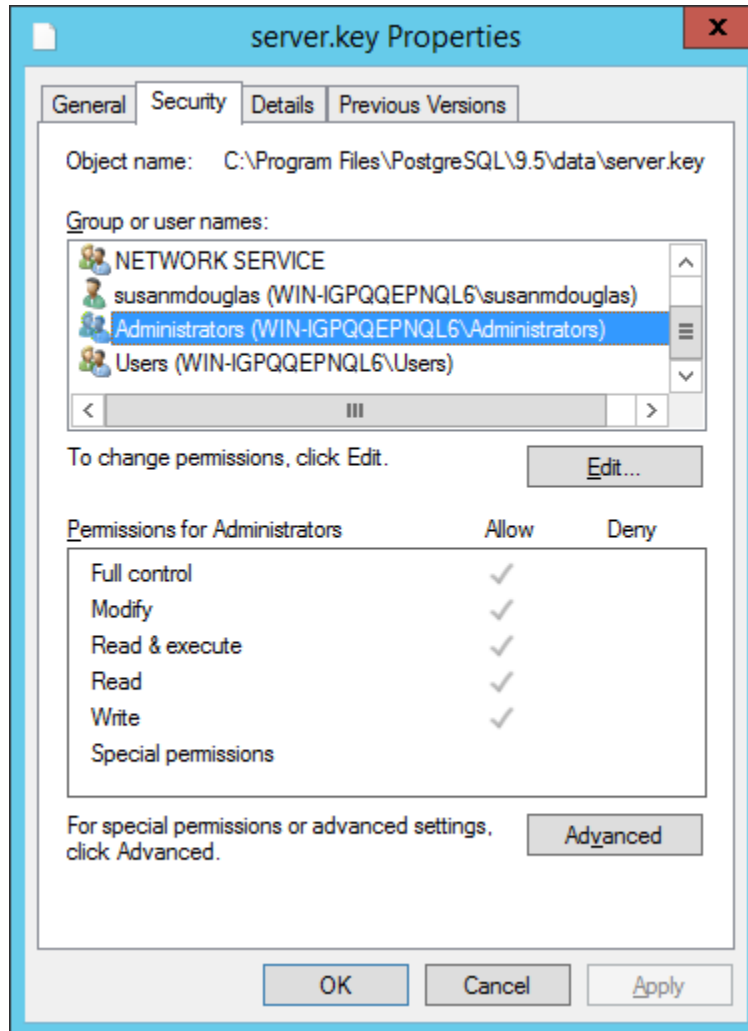 server.key Properties
x
General Security Details Previous Versions
Object name: C:\Program Files\PostgreSQL\9.5\data\server.key
Group or user names:
NETWORK SERVICE
susanmdouglas (WIN-IGPQQEPNQL6\susanmdouglas)
Administrators (WIN-IGPQQEPNQL6\Administrators)
Users (WIN-IGPQQEPNQL6\Users)
To change permissions, click Edit.
Edit...
Permissions for Administrators Allow Deny
Full control
Modify
Read & execute
Read
Write
Special permissions
For special permissions or advanced settings,
click Advanced.
Advanced
OK Cancel Apply